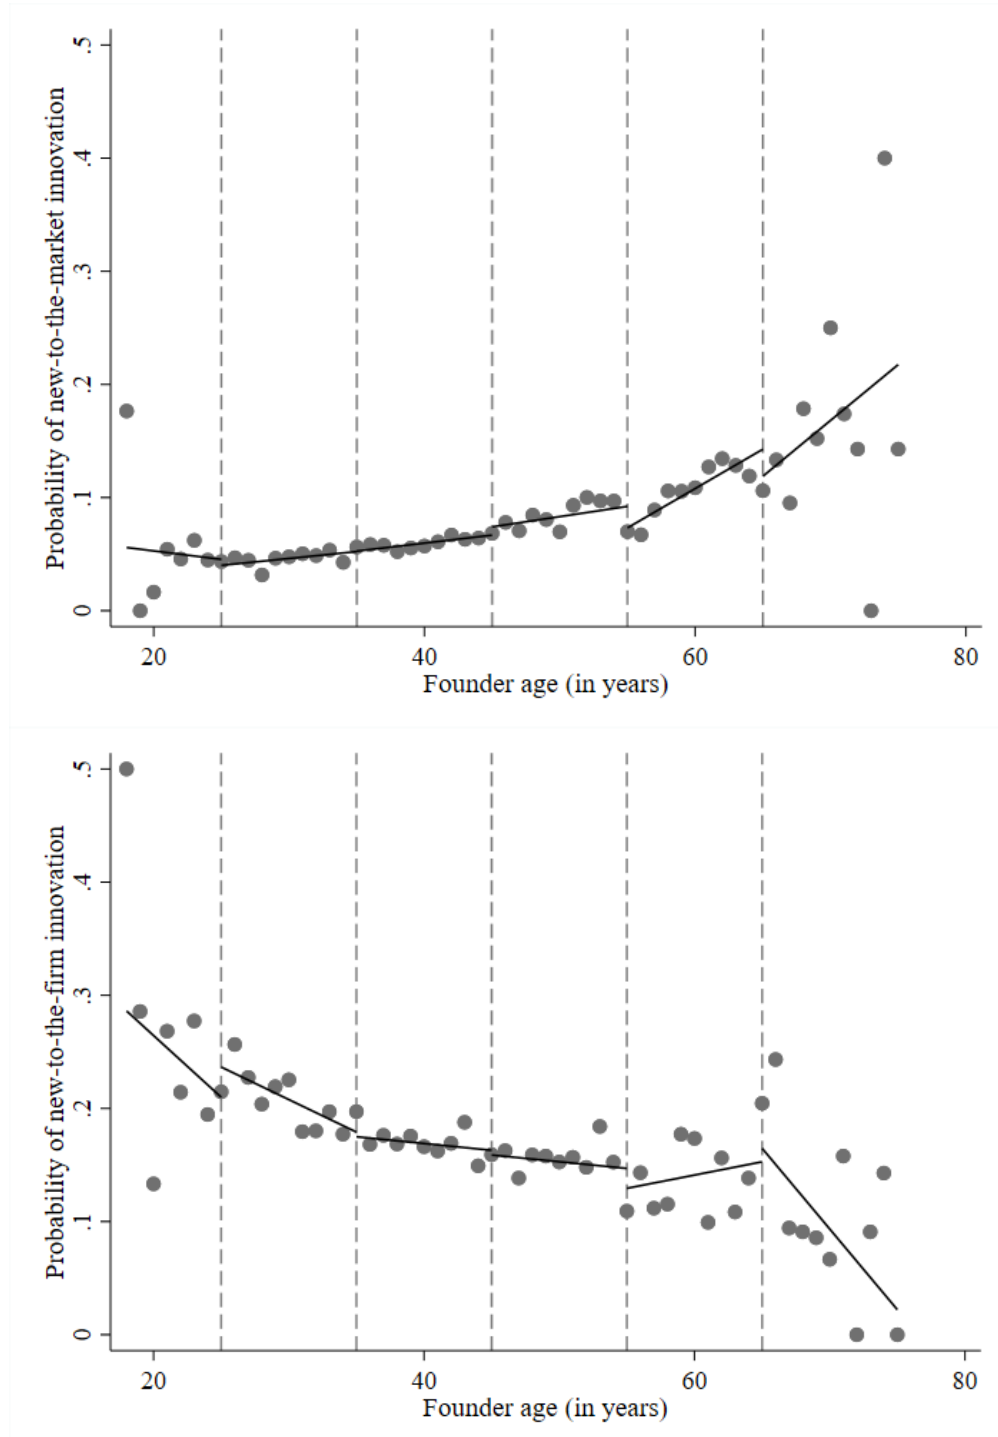 Probability of new-to-the-market innovation
.5
.4
.3
.2
.1
0
20 40 60 80
Founder age (in years)
Probability of new-to-the-firm innovation
.5
.4
.3
.2
.1
0
20 40 60 80
Founder age (in years)